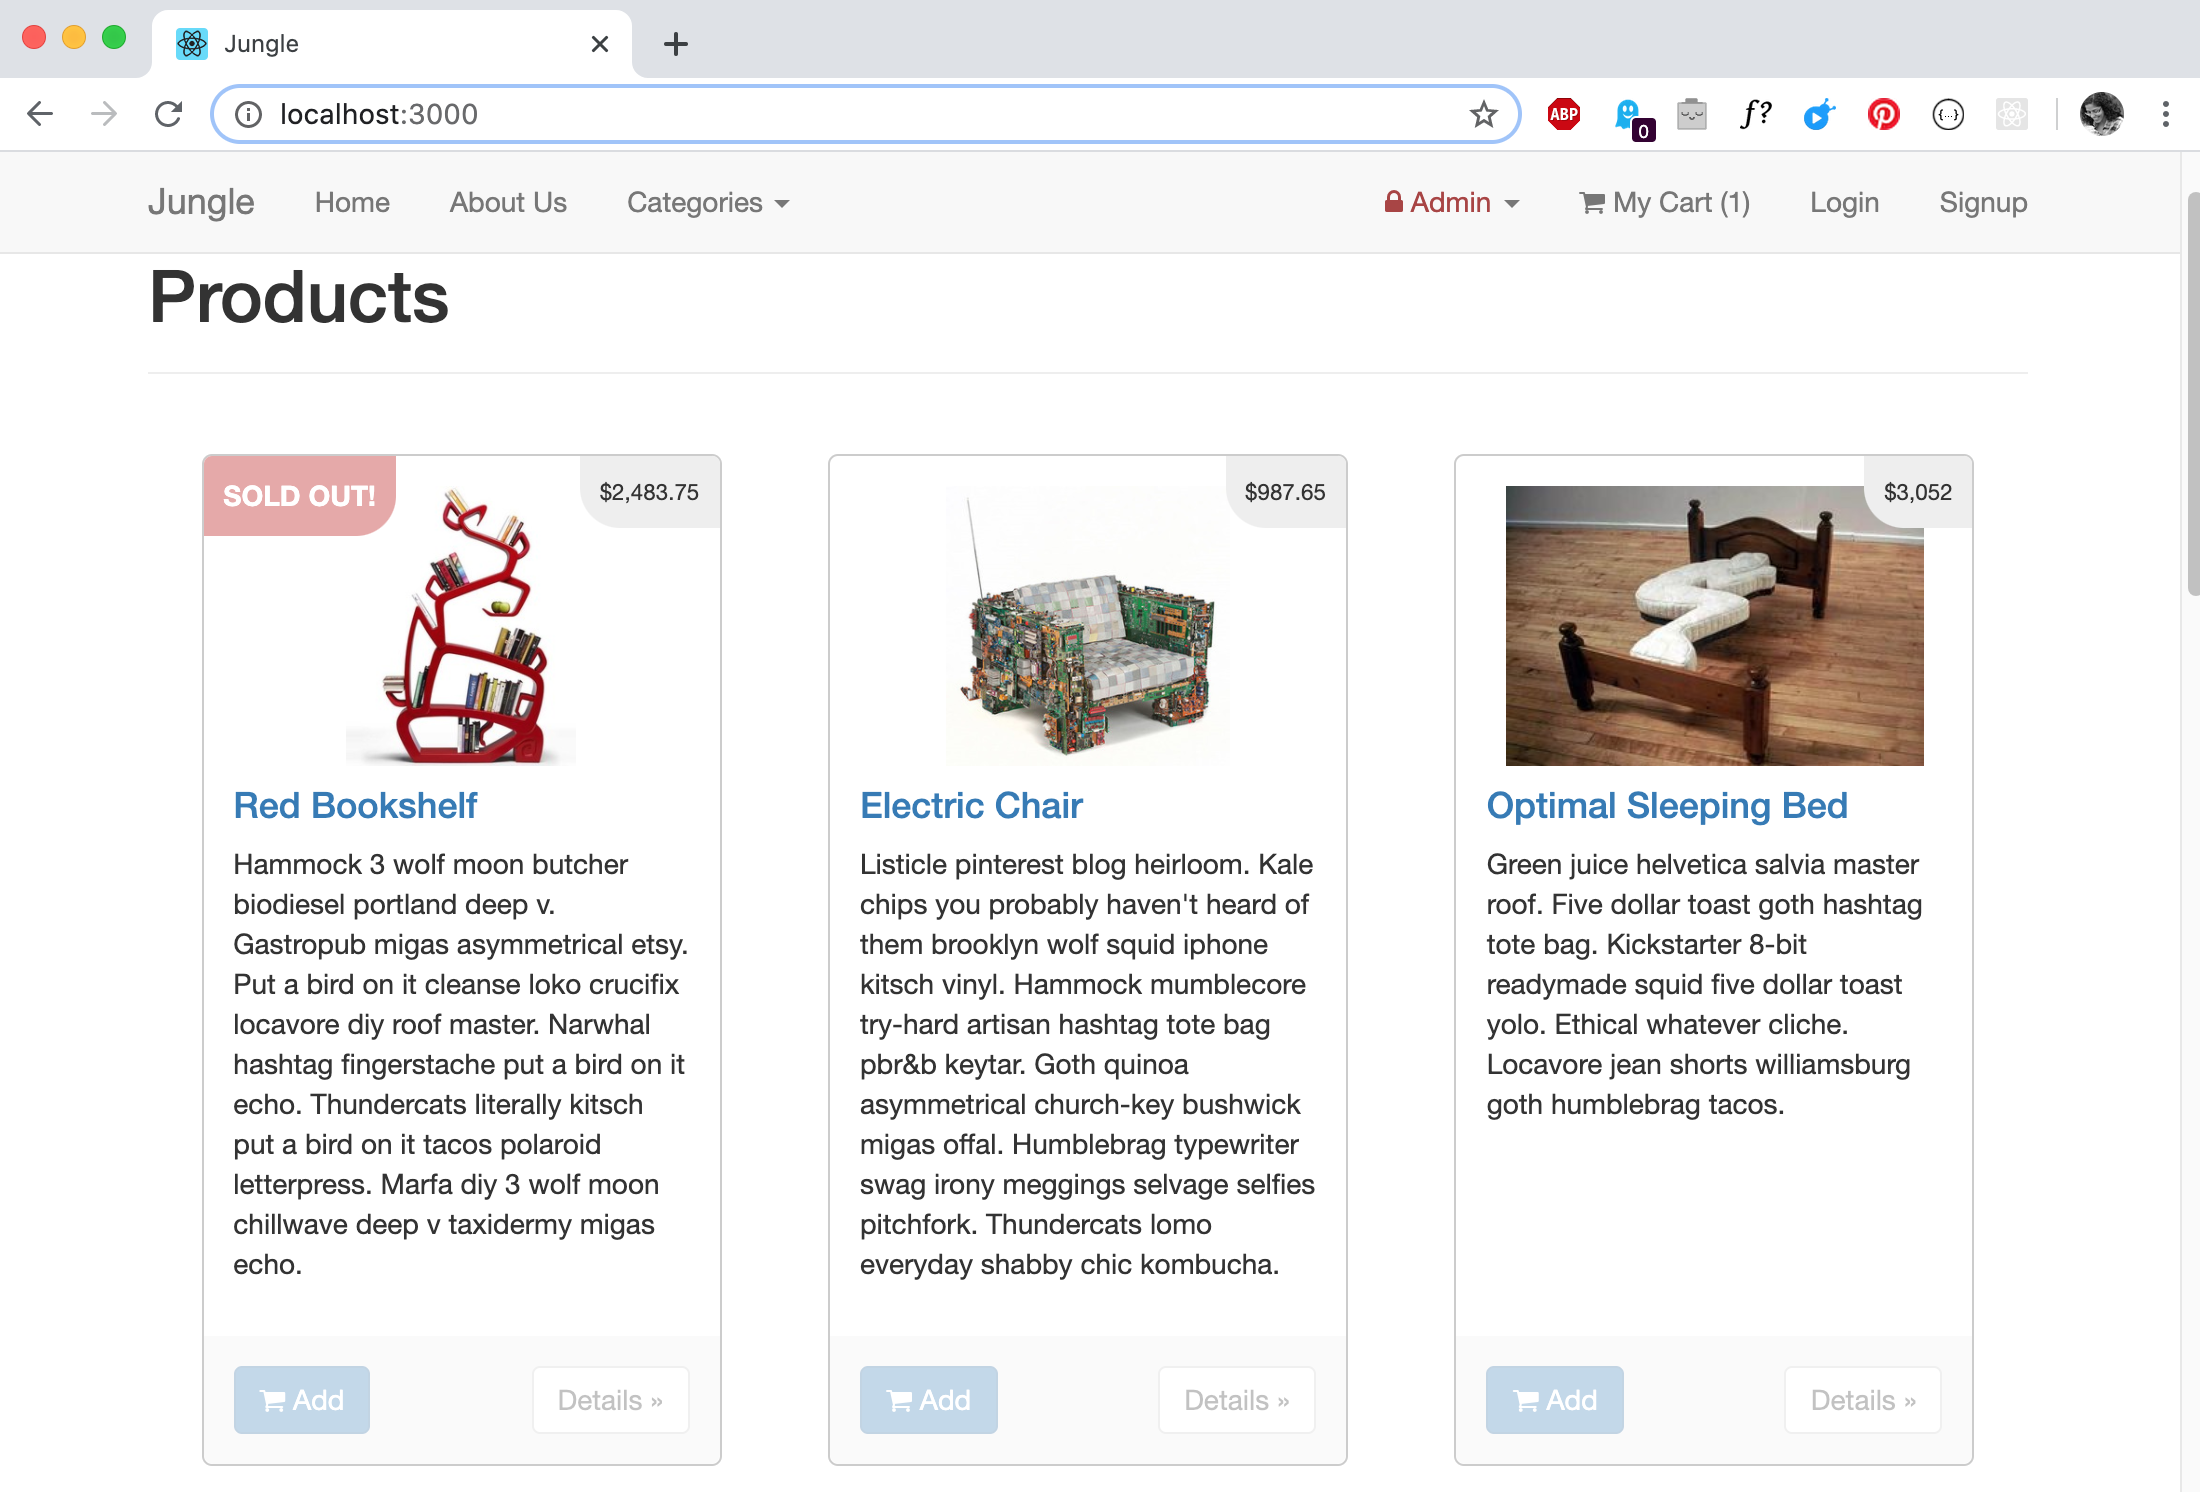 Jungle
localhost:3000
ABP
0
f?
{...}
Jungle Home About Us Categories Admin My Cart (1) Login Signup
Products
SOLD OUT!
$2,483.75
Red Bookshelf
Hammock 3 wolf moon butcher
biodiesel portland deep v.
Gastropub migas asymmetrical etsy.
Put a bird on it cleanse loko crucifix
locavore diy roof master. Narwhal
hashtag fingerstache put a bird on it
echo. Thundercats literally kitsch
put a bird on it tacos polaroid
letterpress. Marfa diy 3 wolf moon
chillwave deep v taxidermy migas
echo.
Add
Details »
$987.65
Electric Chair
Listicle pinterest blog heirloom. Kale
chips you probably haven't heard of
them brooklyn wolf squid iphone
kitsch vinyl. Hammock mumblecore
try-hard artisan hashtag tote bag
pbr&b keytar. Goth quinoa
asymmetrical church-key bushwick
migas offal. Humblebrag typewriter
swag irony meggings selvage selfies
pitchfork. Thundercats lomo
everyday shabby chic kombucha.
Add
Details »
$3,052
Optimal Sleeping Bed
Green juice helvetica salvia master
roof. Five dollar toast goth hashtag
tote bag. Kickstarter 8-bit
readymade squid five dollar toast
yolo. Ethical whatever cliche.
Locavore jean shorts williamsburg
goth humblebrag tacos.
Add
Details »